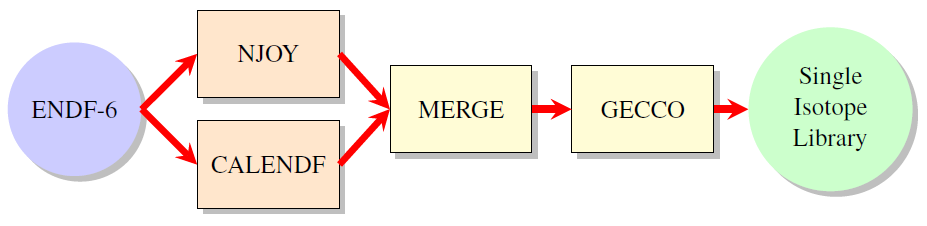 ENDF-6
NJOY
CALENDF
MERGE
GECCO
Single
Isotope
Library